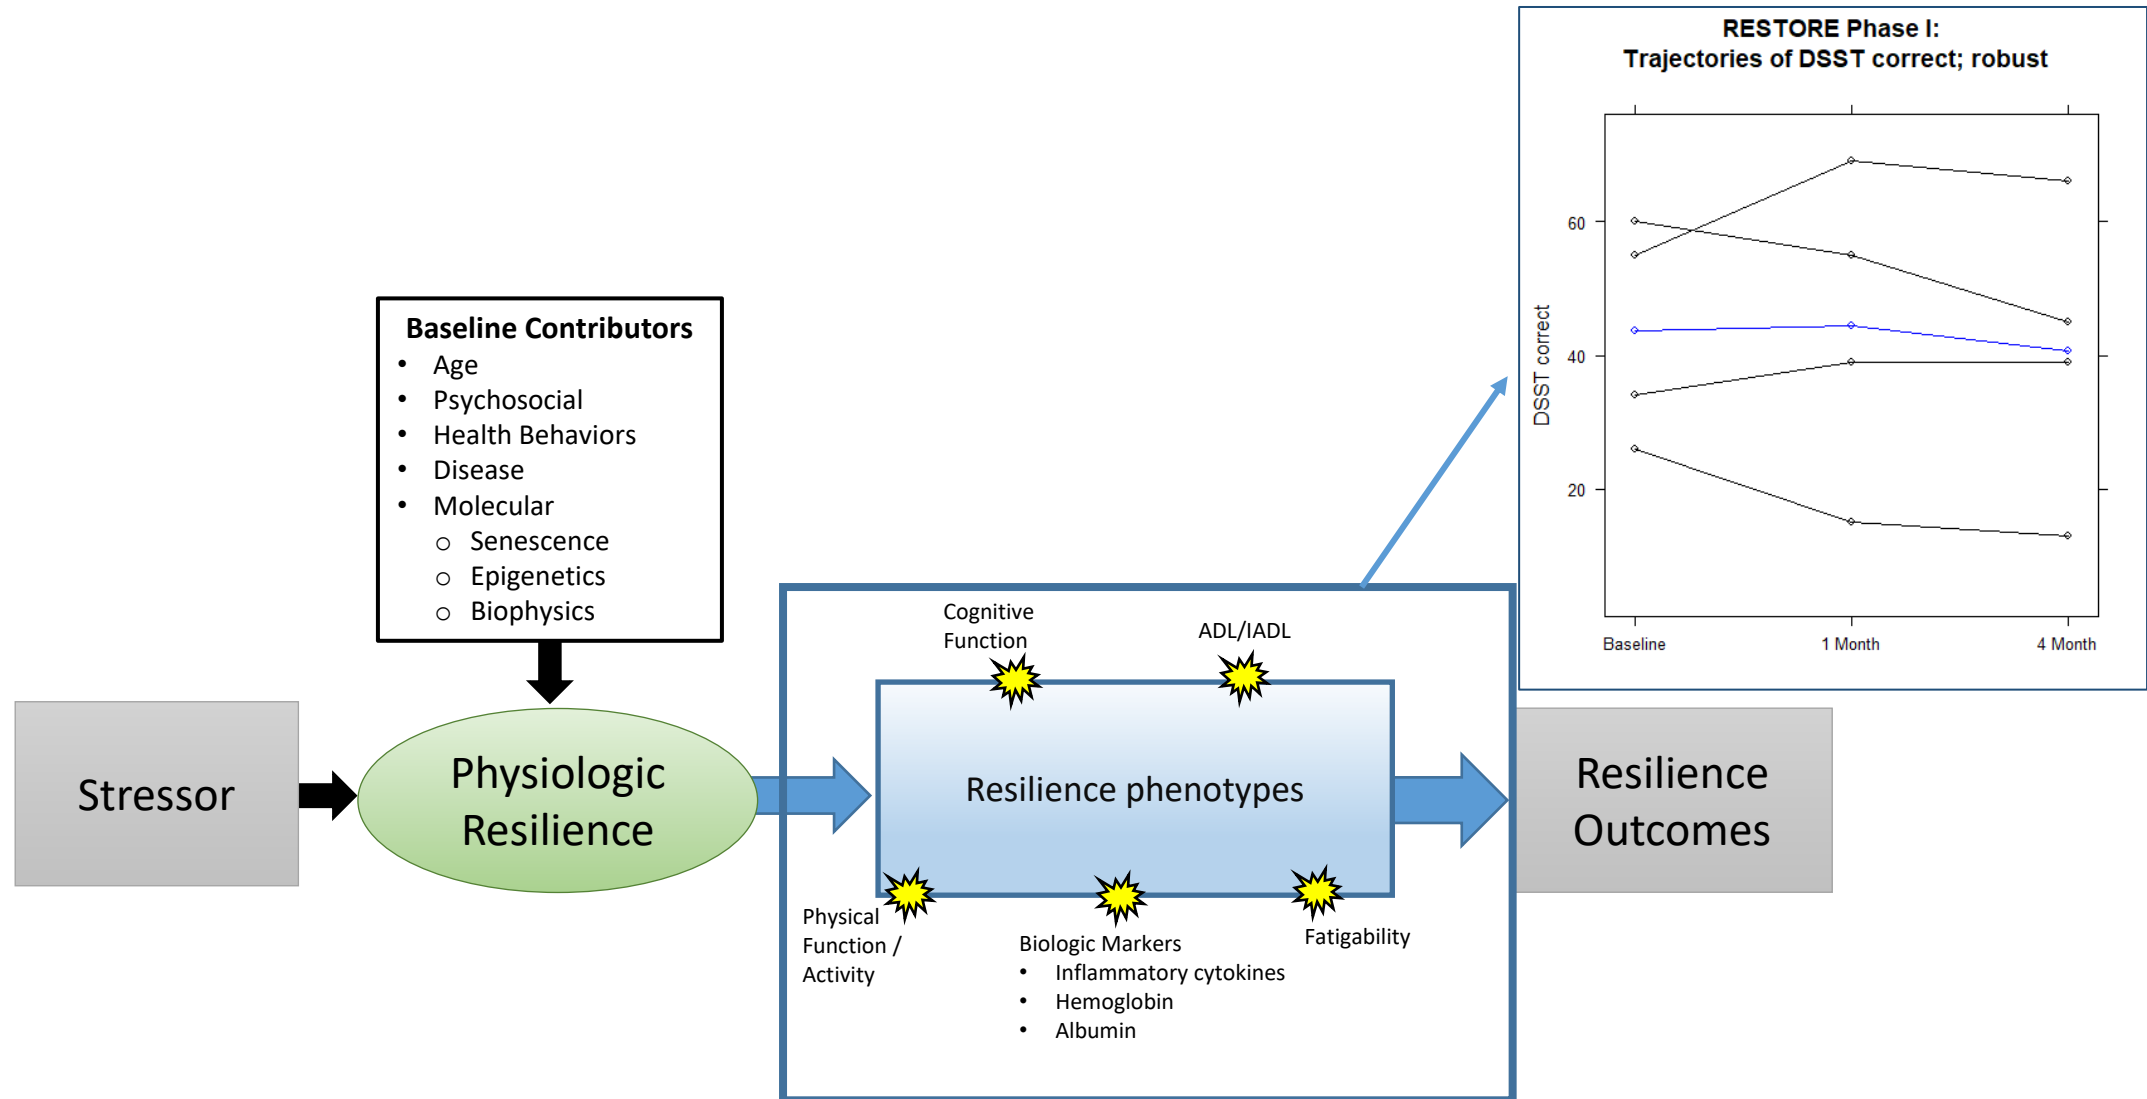 RESTORE Phase I:
Trajectories of DSST correct; robust
DSST correct
60
40
20
Baseline
1 Month
4 Month
Baseline Contributors
• Age
• Psychosocial
• Health Behaviors
• Disease
• Molecular
o Senescence
o Epigenetics
o Biophysics
Stressor
Physiologic
Resilience
Cognitive
Function
ADL/IADL
Resilience phenotypes
Physical
Function /
Activity
Biologic Markers
• Inflammatory cytokines
• Hemoglobin
• Albumin
Fatigability
Resilience
Outcomes